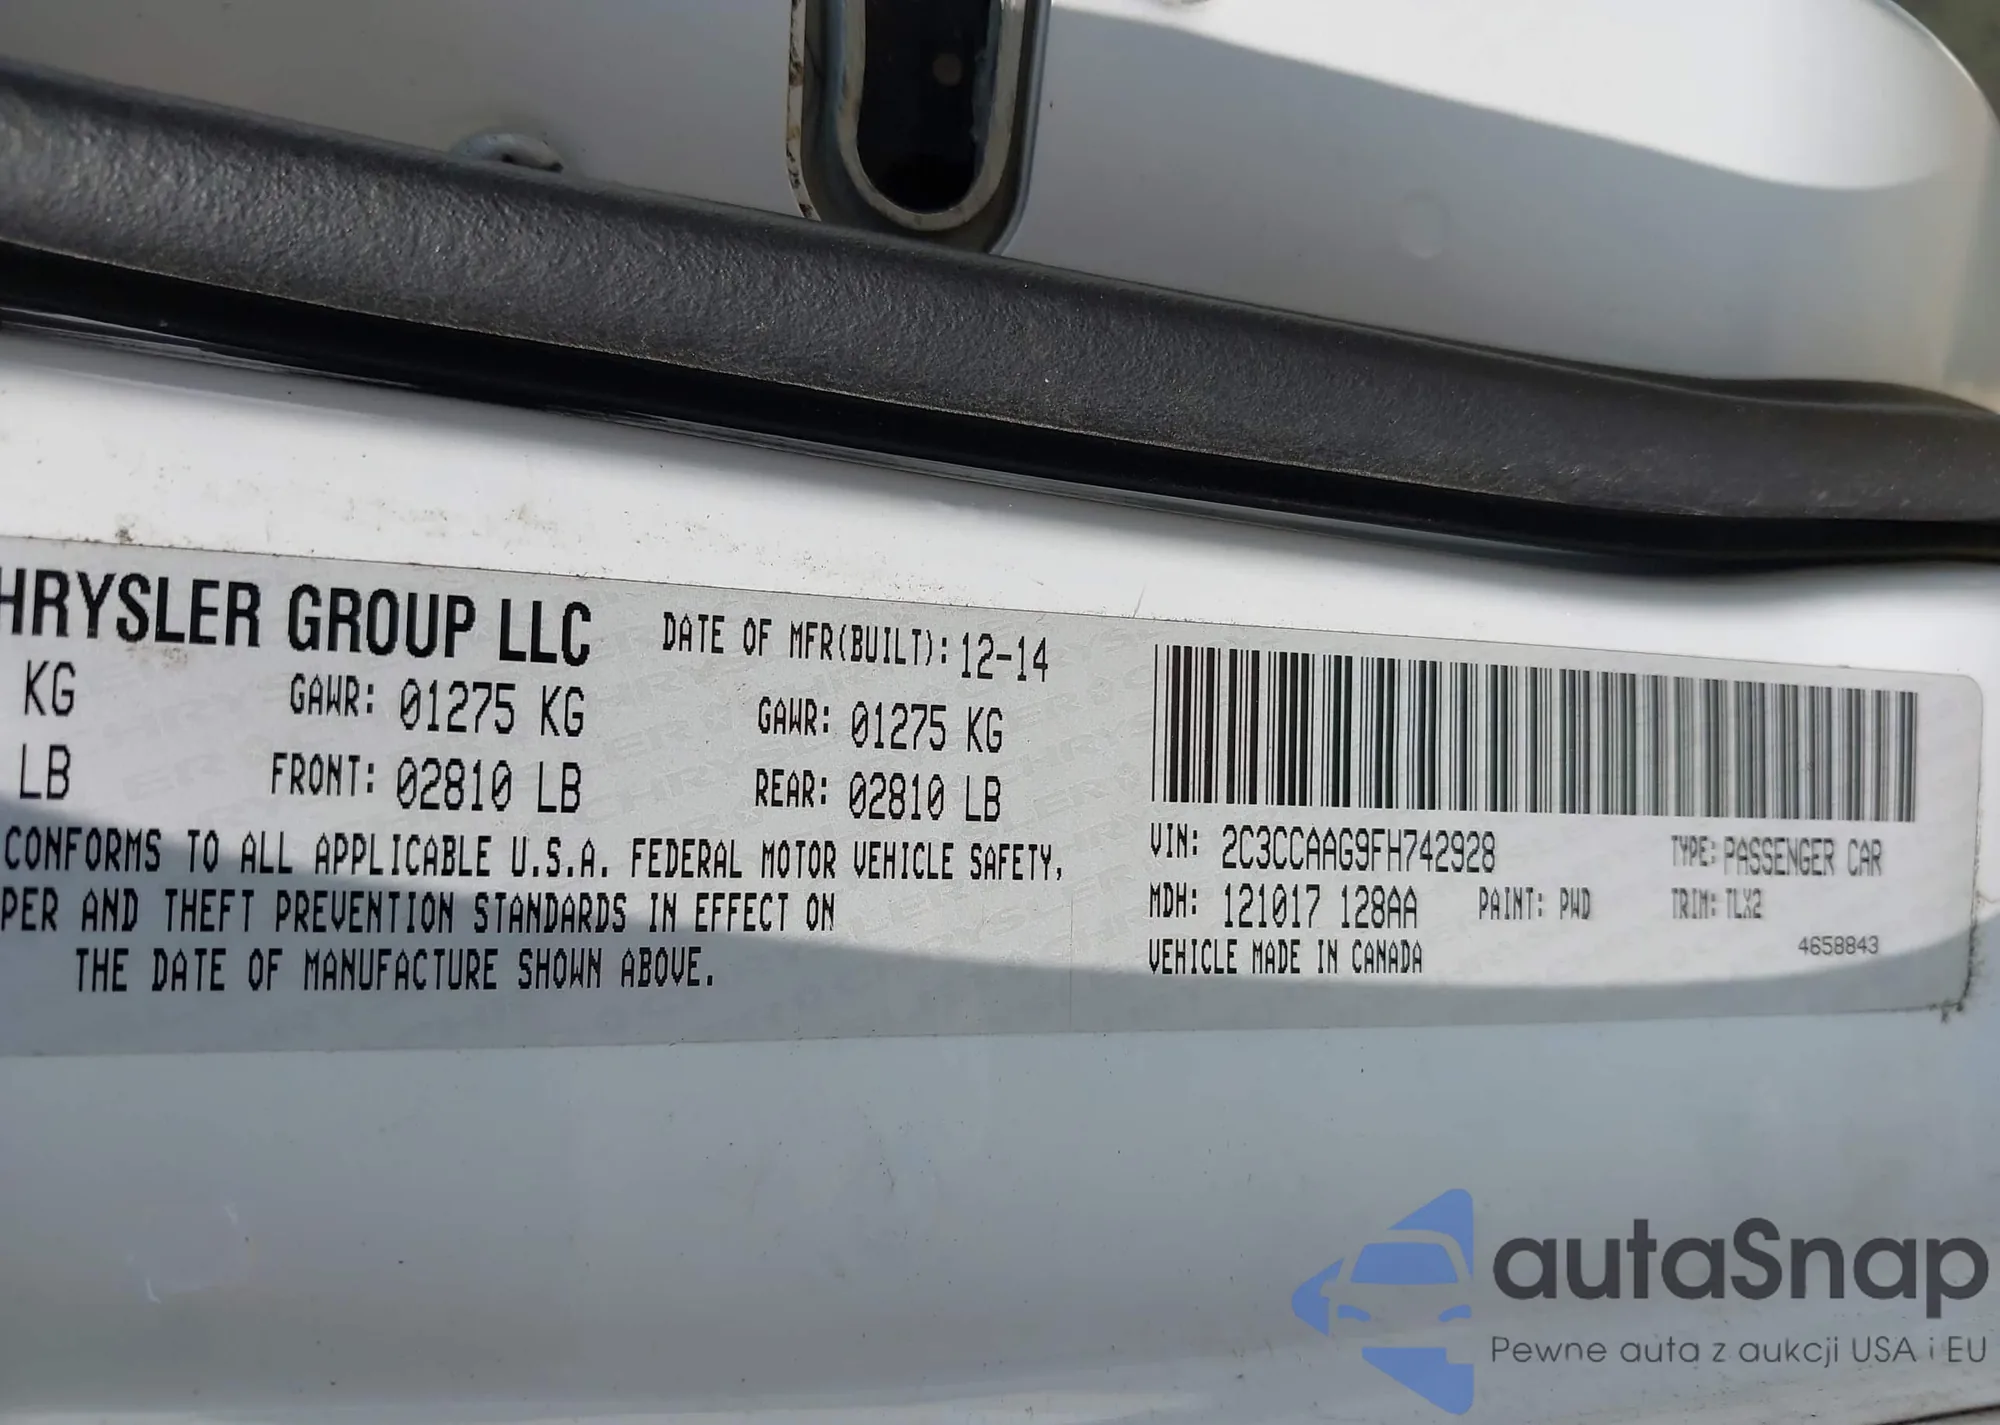 HRYSLER GROUP LLC DATE OF MFR(BUILT): 12-14
KG GAWR: 01275 KG GAWR: 01275 KG
LB FRONT: 02810 LB REAR: 02810 LB
CONFORMS TO ALL APPLICABLE U.S.A. FEDERAL MOTOR VEHICLE SAFETY,
PER AND THEFT PREVENTION STANDARDS IN EFFECT ON
THE DATE OF MANUFACTURE SHOWN ABOVE.
VIN: 2C3CCAAG9FH742928 TYPE: PASSENGER CAR
MDH: 121017 128AA PAINT: PWD TRIM: TLX2
VEHICLE MADE IN CANADA 4658843
autaSnap
Pewne auta z aukcji USA i EU